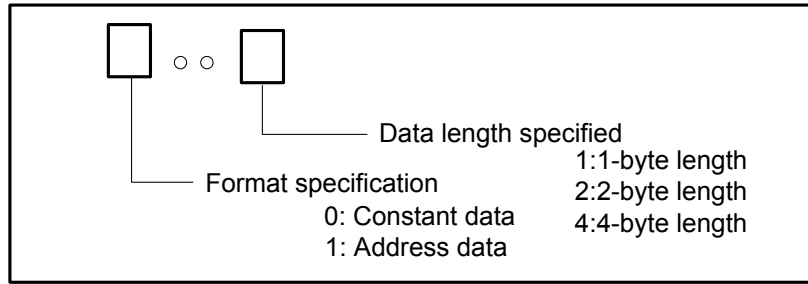 Data length specified
1:1-byte length
2:2-byte length
4:4-byte length
Format specification
0: Constant data
1: Address data